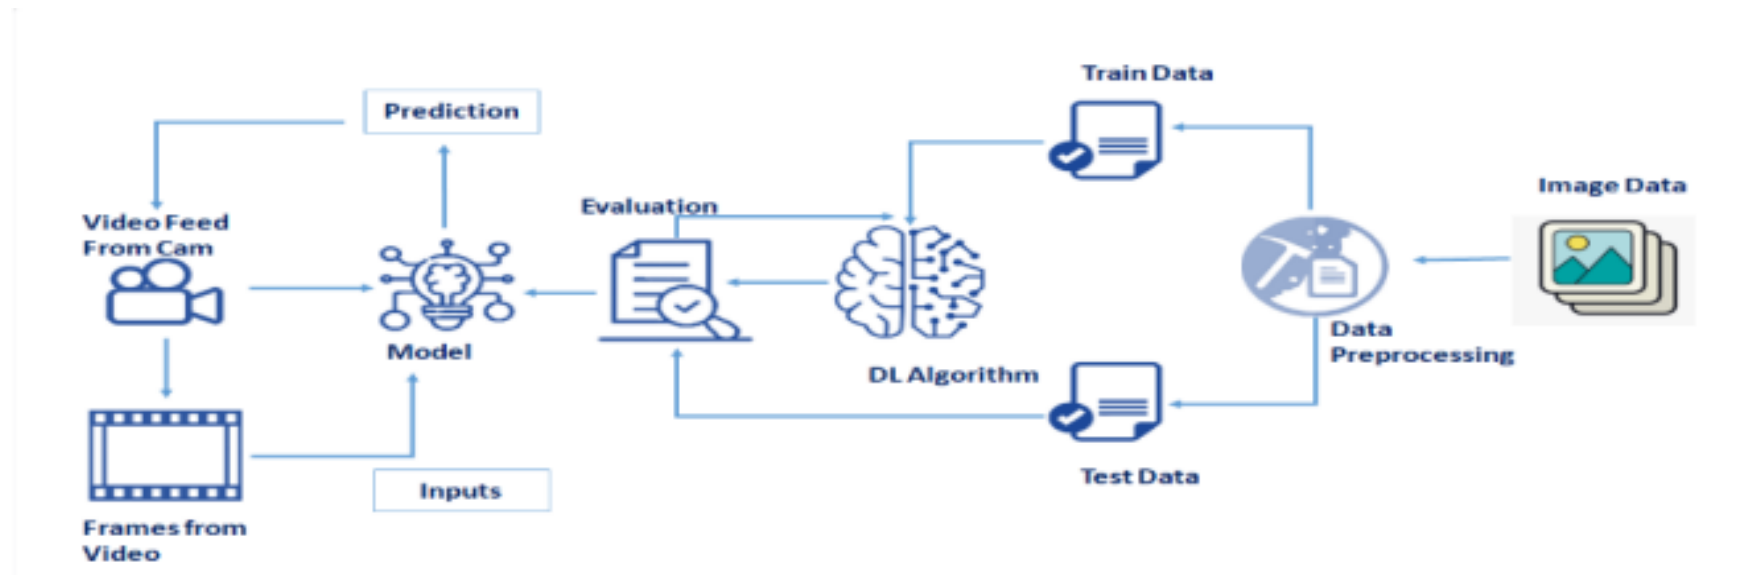 Train Data
Prediction
Image Data
Evaluation
Video Feed
From Cam
Data
Preprocessing
Model
DL Algorithm
Test Data
Inputs
Frames from
Video